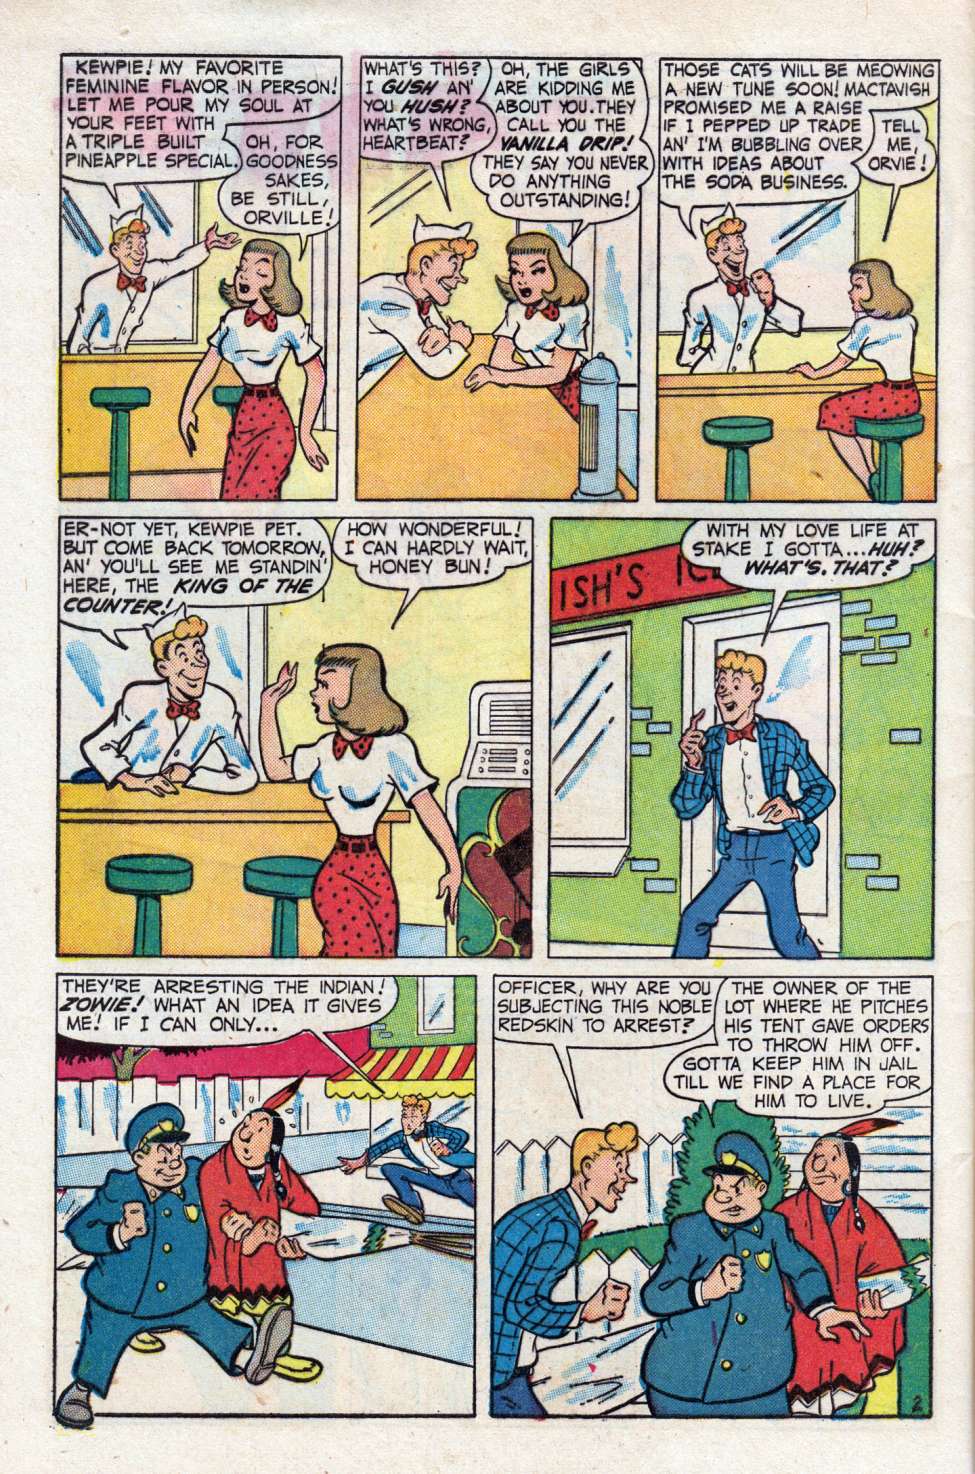 KEWPIE! MY FAVORITE
FEMININE FLAVOR IN PERSON!
LET ME POUR MY SOUL AT
YOUR FEET WITH
A TRIPLE BUILT
PINEAPPLE SPECIAL.
OH, FOR
GOODNESS
SAKES,
BE STILL,
ORVILLE!
WHAT'S THIS?
I GUSH AN'
YOU HUSH?
WHAT'S WRONG,
HEARTBEAT?
OH, THE GIRLS
ARE KIDDING ME
ABOUT YOU. THEY
CALL YOU THE
VANILLA DRIP!
THEY SAY YOU NEVER
DO ANYTHING
OUTSTANDING!
THOSE CATS WILL BE MEOWING
A NEW TUNE SOON! MACTAVISH
PROMISED ME A RAISE
IF I PEPPED UP TRADE
AN' I'M BUBBLING OVER
WITH IDEAS ABOUT
THE SODA BUSINESS.
TELL
ME,
ORVIE!
ER-NOT YET, KEWPIE PET.
BUT COME BACK TOMORROW,
AN' YOU'LL SEE ME STANDIN'
HERE, THE KING OF THE
COUNTER!
HOW WONDERFUL!
I CAN HARDLY WAIT,
HONEY BUN!
WITH MY LOVE LIFE AT
STAKE I GOTTA...HUH?
WHAT'S. THAT?
ISH'S ICE
THEY'RE ARRESTING THE INDIAN!
ZOWIE! WHAT AN IDEA IT GIVES
ME! IF I CAN ONLY...
OFFICER, WHY ARE YOU
SUBJECTING THIS NOBLE
REDSKIN TO ARREST?
THE OWNER OF THE
LOT WHERE HE PITCHES
HIS TENT GAVE ORDERS
TO THROW HIM OFF.
GOTTA KEEP HIM IN JAIL
TILL WE FIND A PLACE FOR
HIM TO LIVE.
2